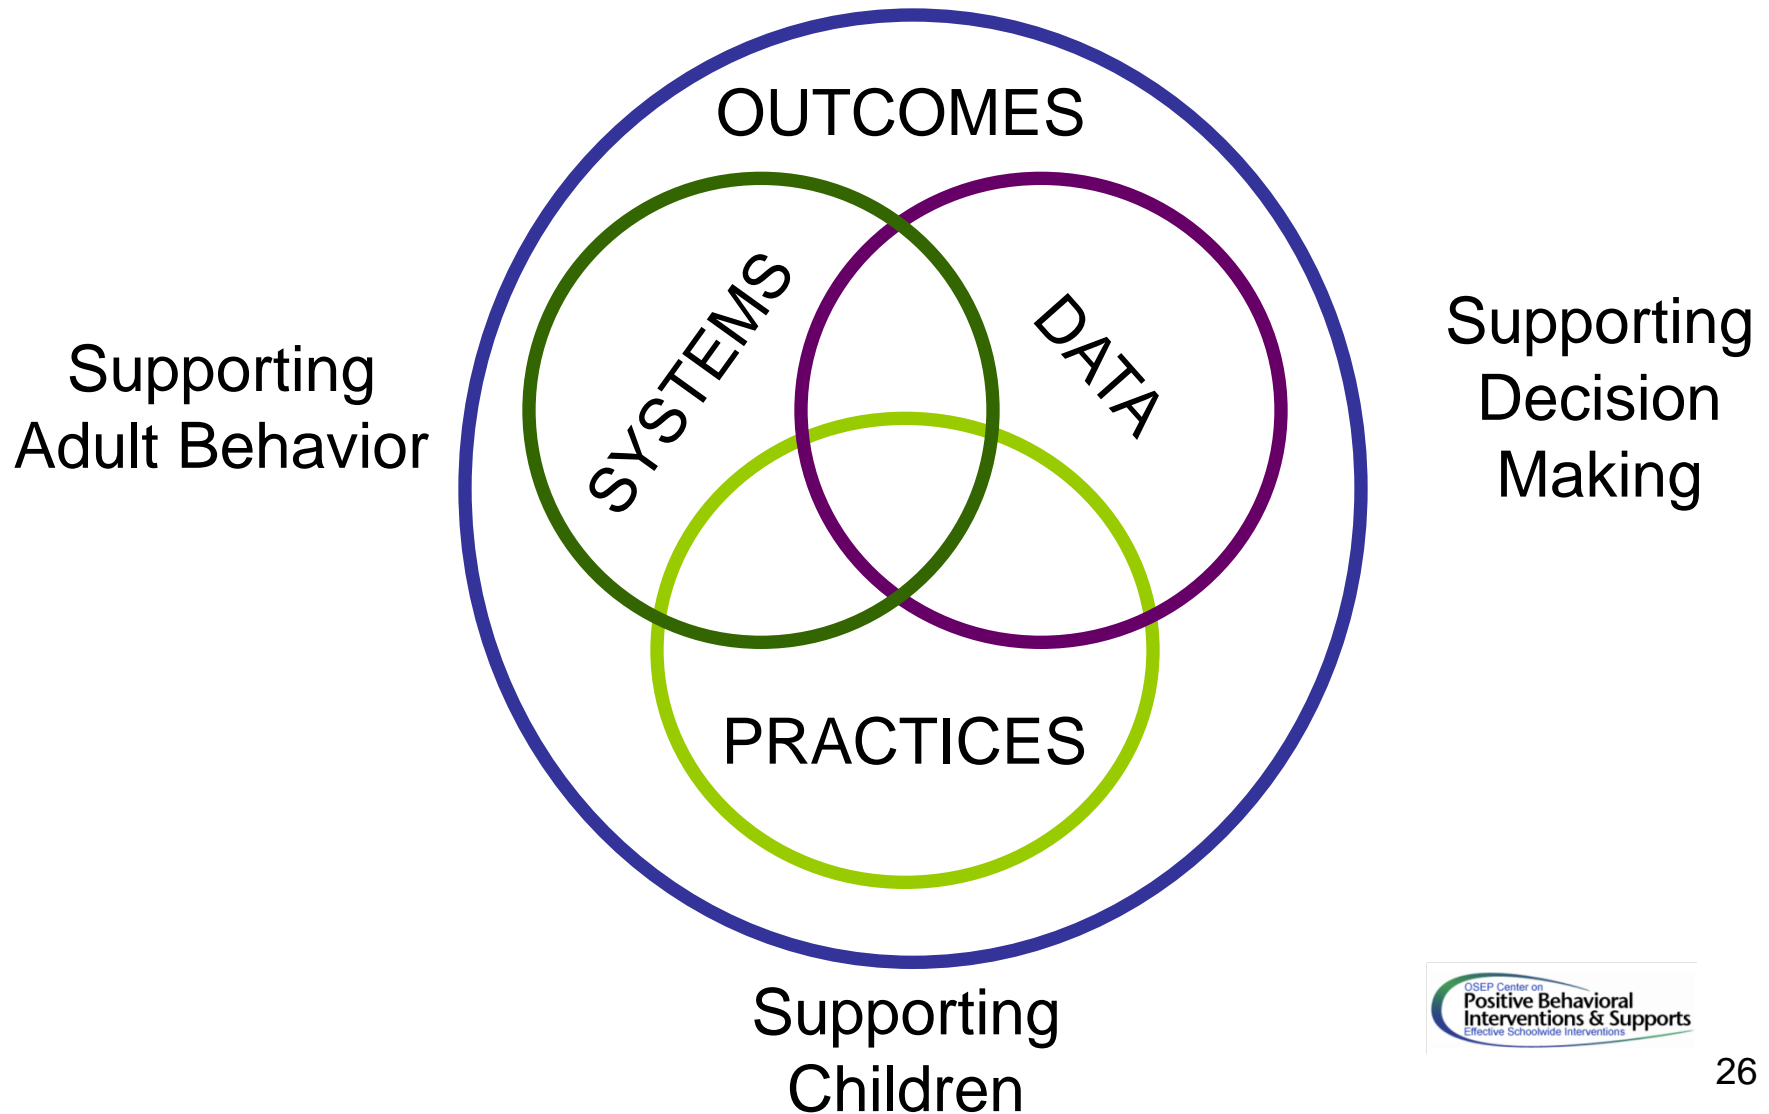 OUTCOMES
SYSTEMS
DATA
PRACTICES
Supporting
Adult Behavior
Supporting
Decision
Making
Supporting
Children
OSEP Center on
Positive Behavioral
Interventions & Supports
Effective Schoolwide Interventions
26